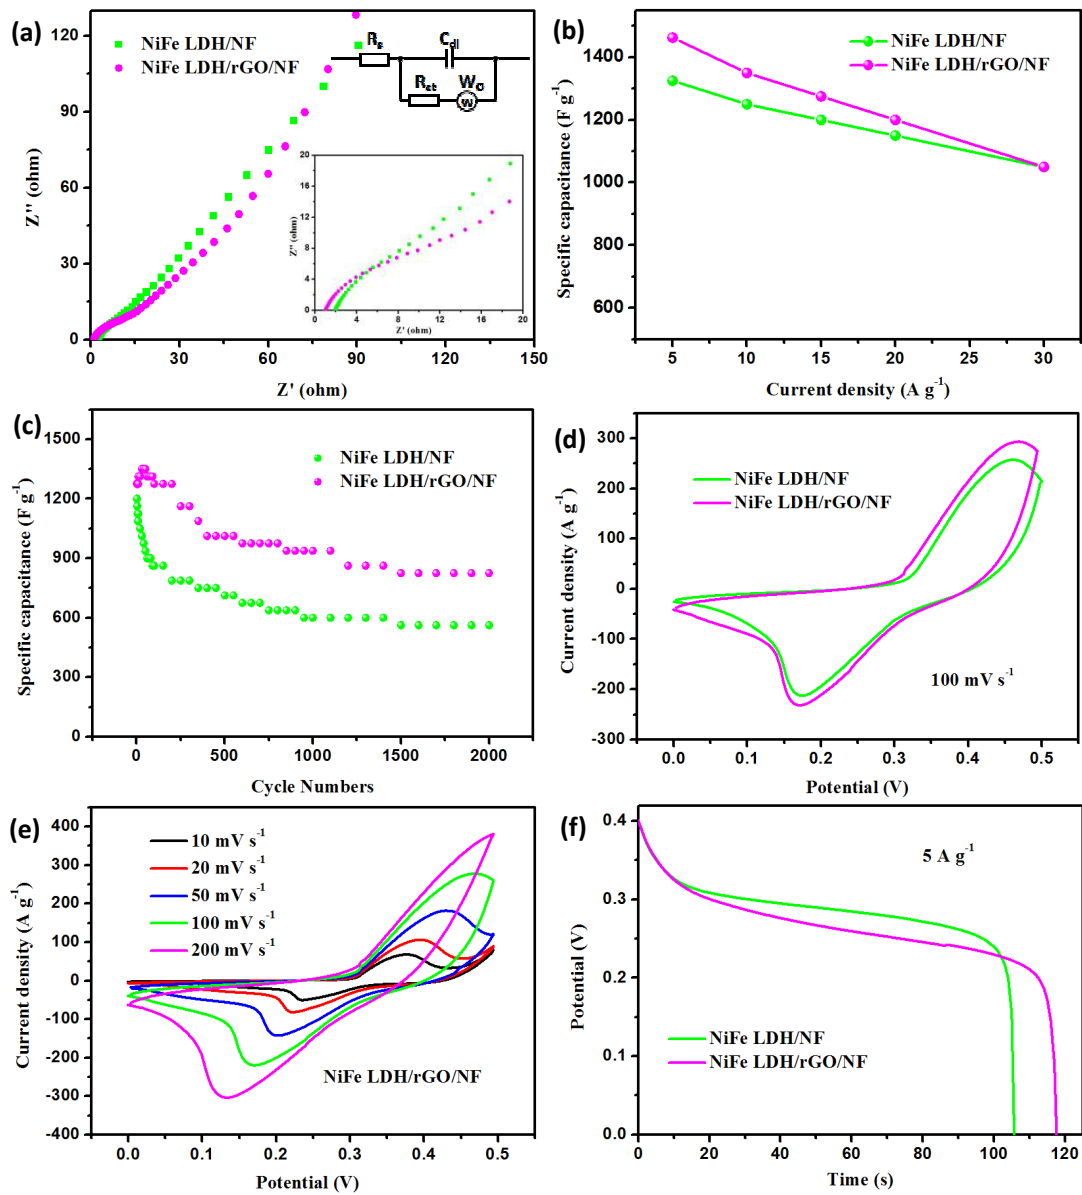 (a)
NiFe LDH/NF
NiFe LDH/rGO/NF
Rs
Cdl
Rct
WO
W
120
90
60
30
0
Z'' (ohm)
0 30 60 90 120 150
Z' (ohm)
20
16
12
8
4
0
Z'' (ohm)
0 4 8 12 16 20
Z' (ohm)
(b)
NiFe LDH/NF
NiFe LDH/rGO/NF
1400
1200
1000
800
600
Specific capacitance (F g-1)
5 10 15 20 25 30
Current density (A g-1)
(c)
NiFe LDH/NF
NiFe LDH/rGO/NF
1500
1200
900
600
300
0
Specific capacitance (F g-1)
0 500 1000 1500 2000
Cycle Numbers
(d)
NiFe LDH/NF
NiFe LDH/rGO/NF
300
200
100
0
-100
-200
-300
Current density (A g-1)
100 mV s-1
0.0 0.1 0.2 0.3 0.4 0.5
Potential (V)
(e)
10 mV s-1
20 mV s-1
50 mV s-1
100 mV s-1
200 mV s-1
400
300
200
100
0
-100
-200
-300
-400
Current density (A g-1)
NiFe LDH/rGO/NF
0.0 0.1 0.2 0.3 0.4 0.5
Potential (V)
(f)
5 A g-1
0.4
0.3
0.2
0.1
0.0
Potential (V)
NiFe LDH/NF
NiFe LDH/rGO/NF
0 20 40 60 80 100 120
Time (s)